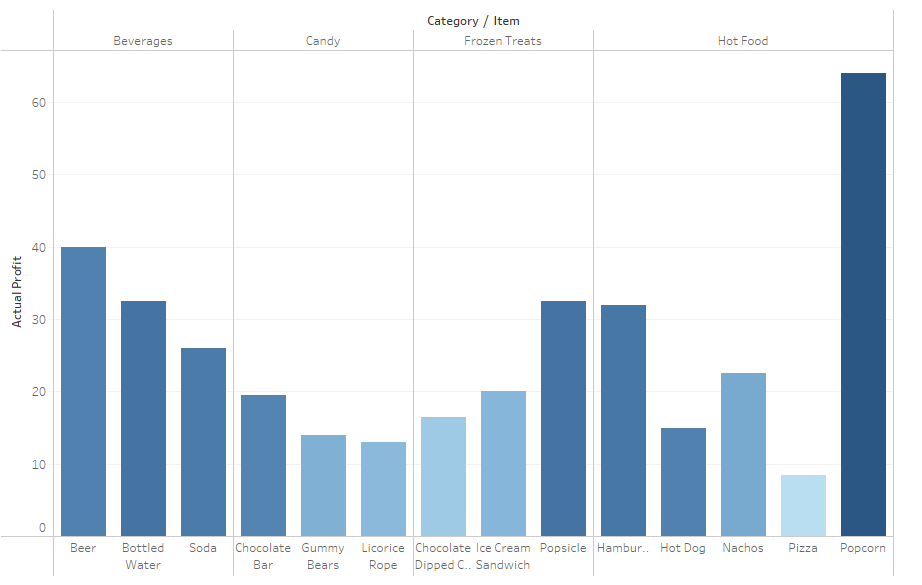 Category / Item
Beverages Candy Frozen Treats Hot Food
Actual Profit
60
50
40
30
20
10
0
Beer Bottled Soda Chocolate Gummy Licorice Chocolate Ice Cream Popsicle Hambur.. Hot Dog Nachos Pizza Popcorn
Water Bar Bears Rope Dipped C.. Sandwich